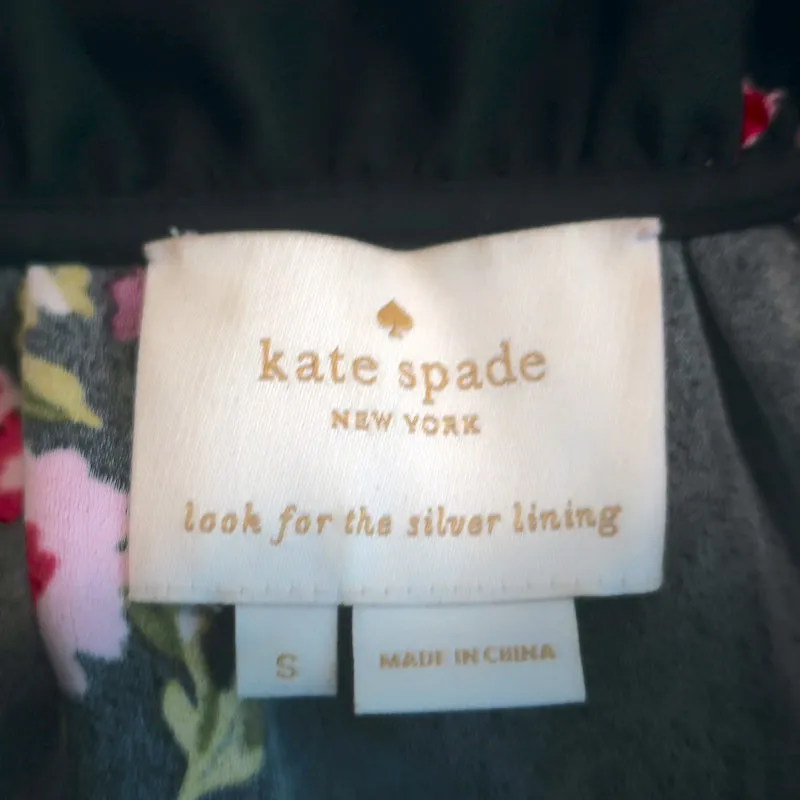 kate spade
NEW YORK
look for the silver lining
S
MADE IN CHINA